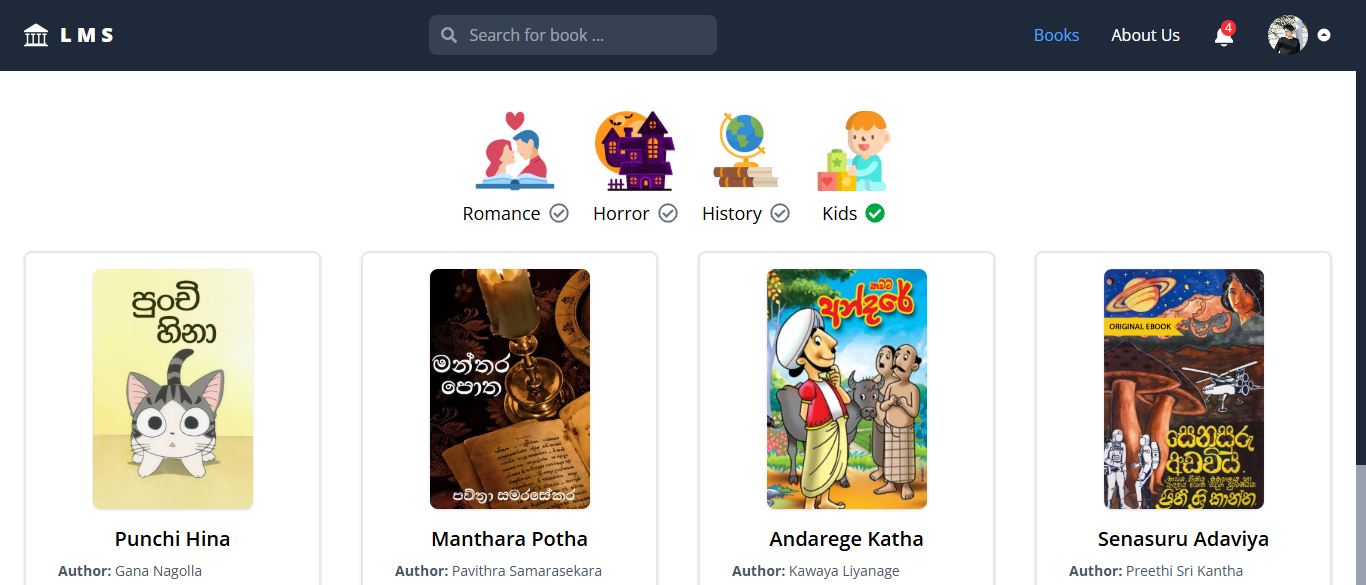 LMS
Search for book ...
Books
About Us
4
Romance
Horror
History
Kids
පුංචි
හිනා
මන්තර
පොත
පවිත්‍රා සමරසේකර
කවට
අන්දරේ
ORIGINAL EBOOK
සෙනසුරු
අඩවිය
ප්‍රීති ශ්‍රී කාන්ත
Punchi Hina
Manthara Potha
Andarege Katha
Senasuru Adaviya
Author: Gana Nagolla
Author: Pavithra Samarasekara
Author: Kawaya Liyanage
Author: Preethi Sri Kantha